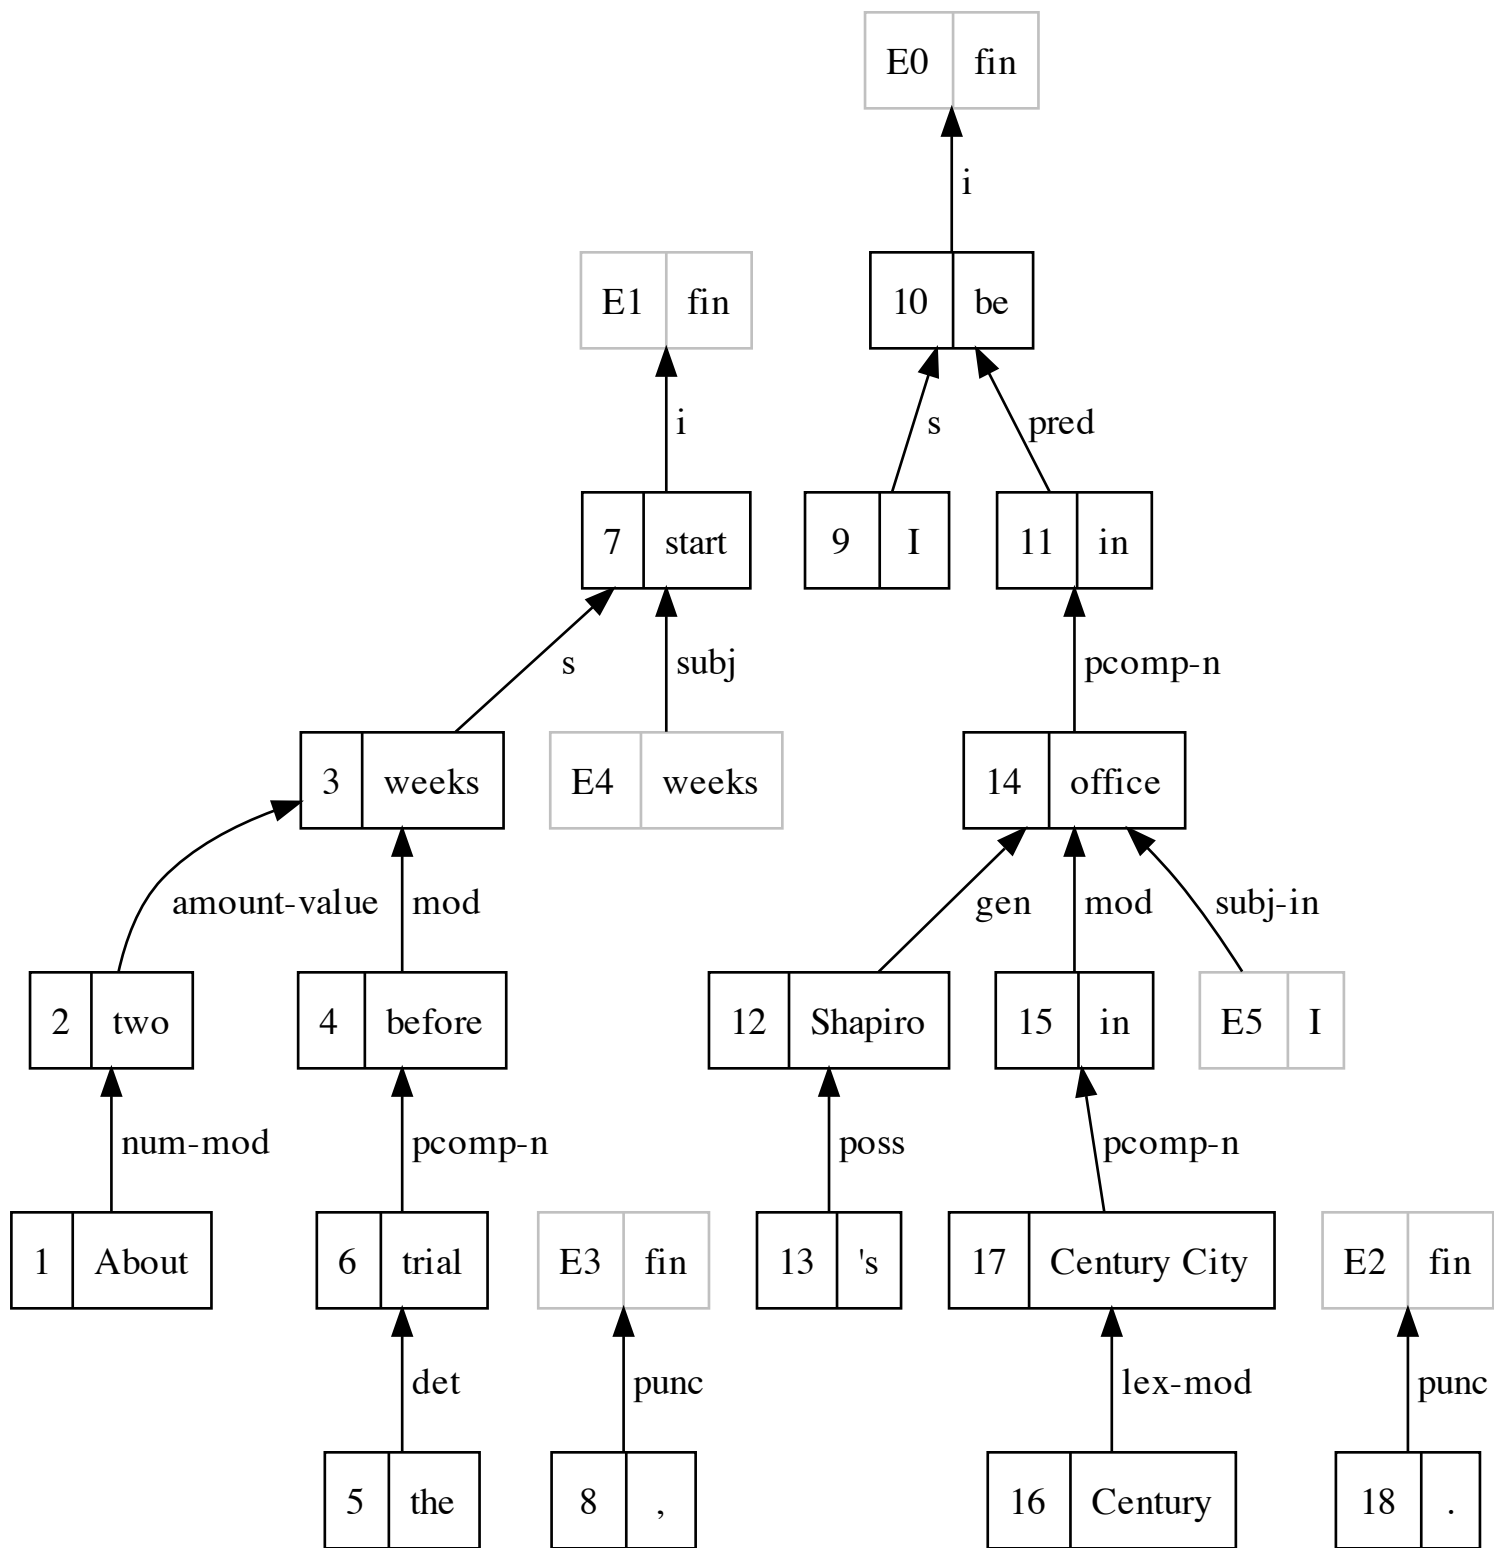 E0 fin
i
E1 fin
10 be
i
s
pred
7 start
9 I
11 in
s
subj
pcomp-n
3 weeks
E4 weeks
14 office
amount-value
mod
gen
mod
subj-in
2 two
4 before
12 Shapiro
15 in
E5 I
num-mod
pcomp-n
poss
pcomp-n
1 About
6 trial
E3 fin
13 's
17 Century City
E2 fin
det
punc
lex-mod
punc
5 the
8 ,
16 Century
18 .